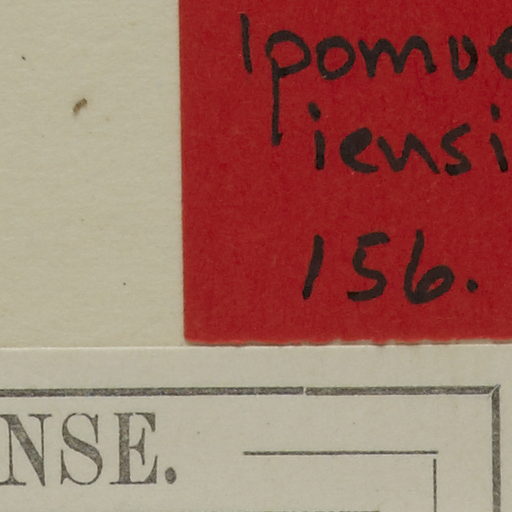 Ipomoe
iensi
156.
NSE.